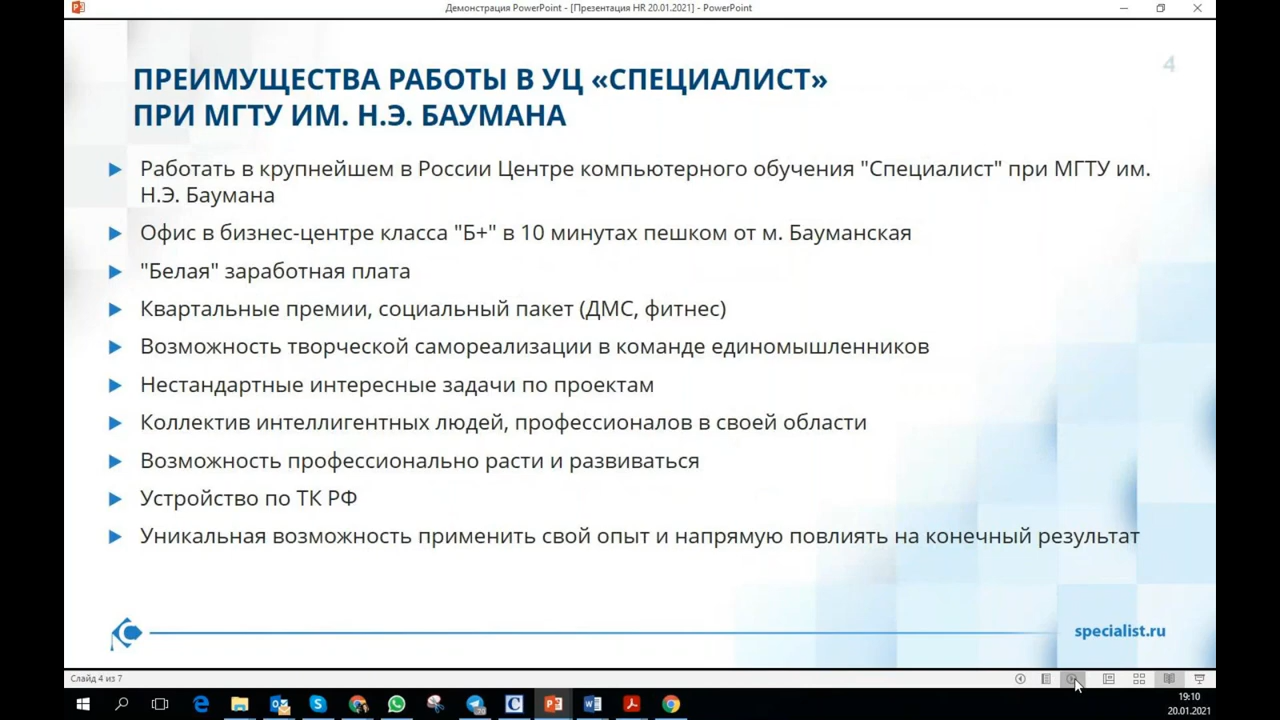 Демонстрация PowerPoint - [Презентация HR 20.01.2021] - PowerPoint
4
ПРЕИМУЩЕСТВА РАБОТЫ В УЦ «СПЕЦИАЛИСТ»
ПРИ МГТУ ИМ. Н.Э. БАУМАНА
Работать в крупнейшем в России Центре компьютерного обучения "Специалист" при МГТУ им.
Н.Э. Баумана
Офис в бизнес-центре класса "Б+" в 10 минутах пешком от м. Бауманская
"Белая" заработная плата
Квартальные премии, социальный пакет (ДМС, фитнес)
Возможность творческой самореализации в команде единомышленников
Нестандартные интересные задачи по проектам
Коллектив интеллигентных людей, профессионалов в своей области
Возможность профессионально расти и развиваться
Устройство по ТК РФ
Уникальная возможность применить свой опыт и напрямую повлиять на конечный результат
specialist.ru
Слайд 4 из 7
19:10
20.01.2021